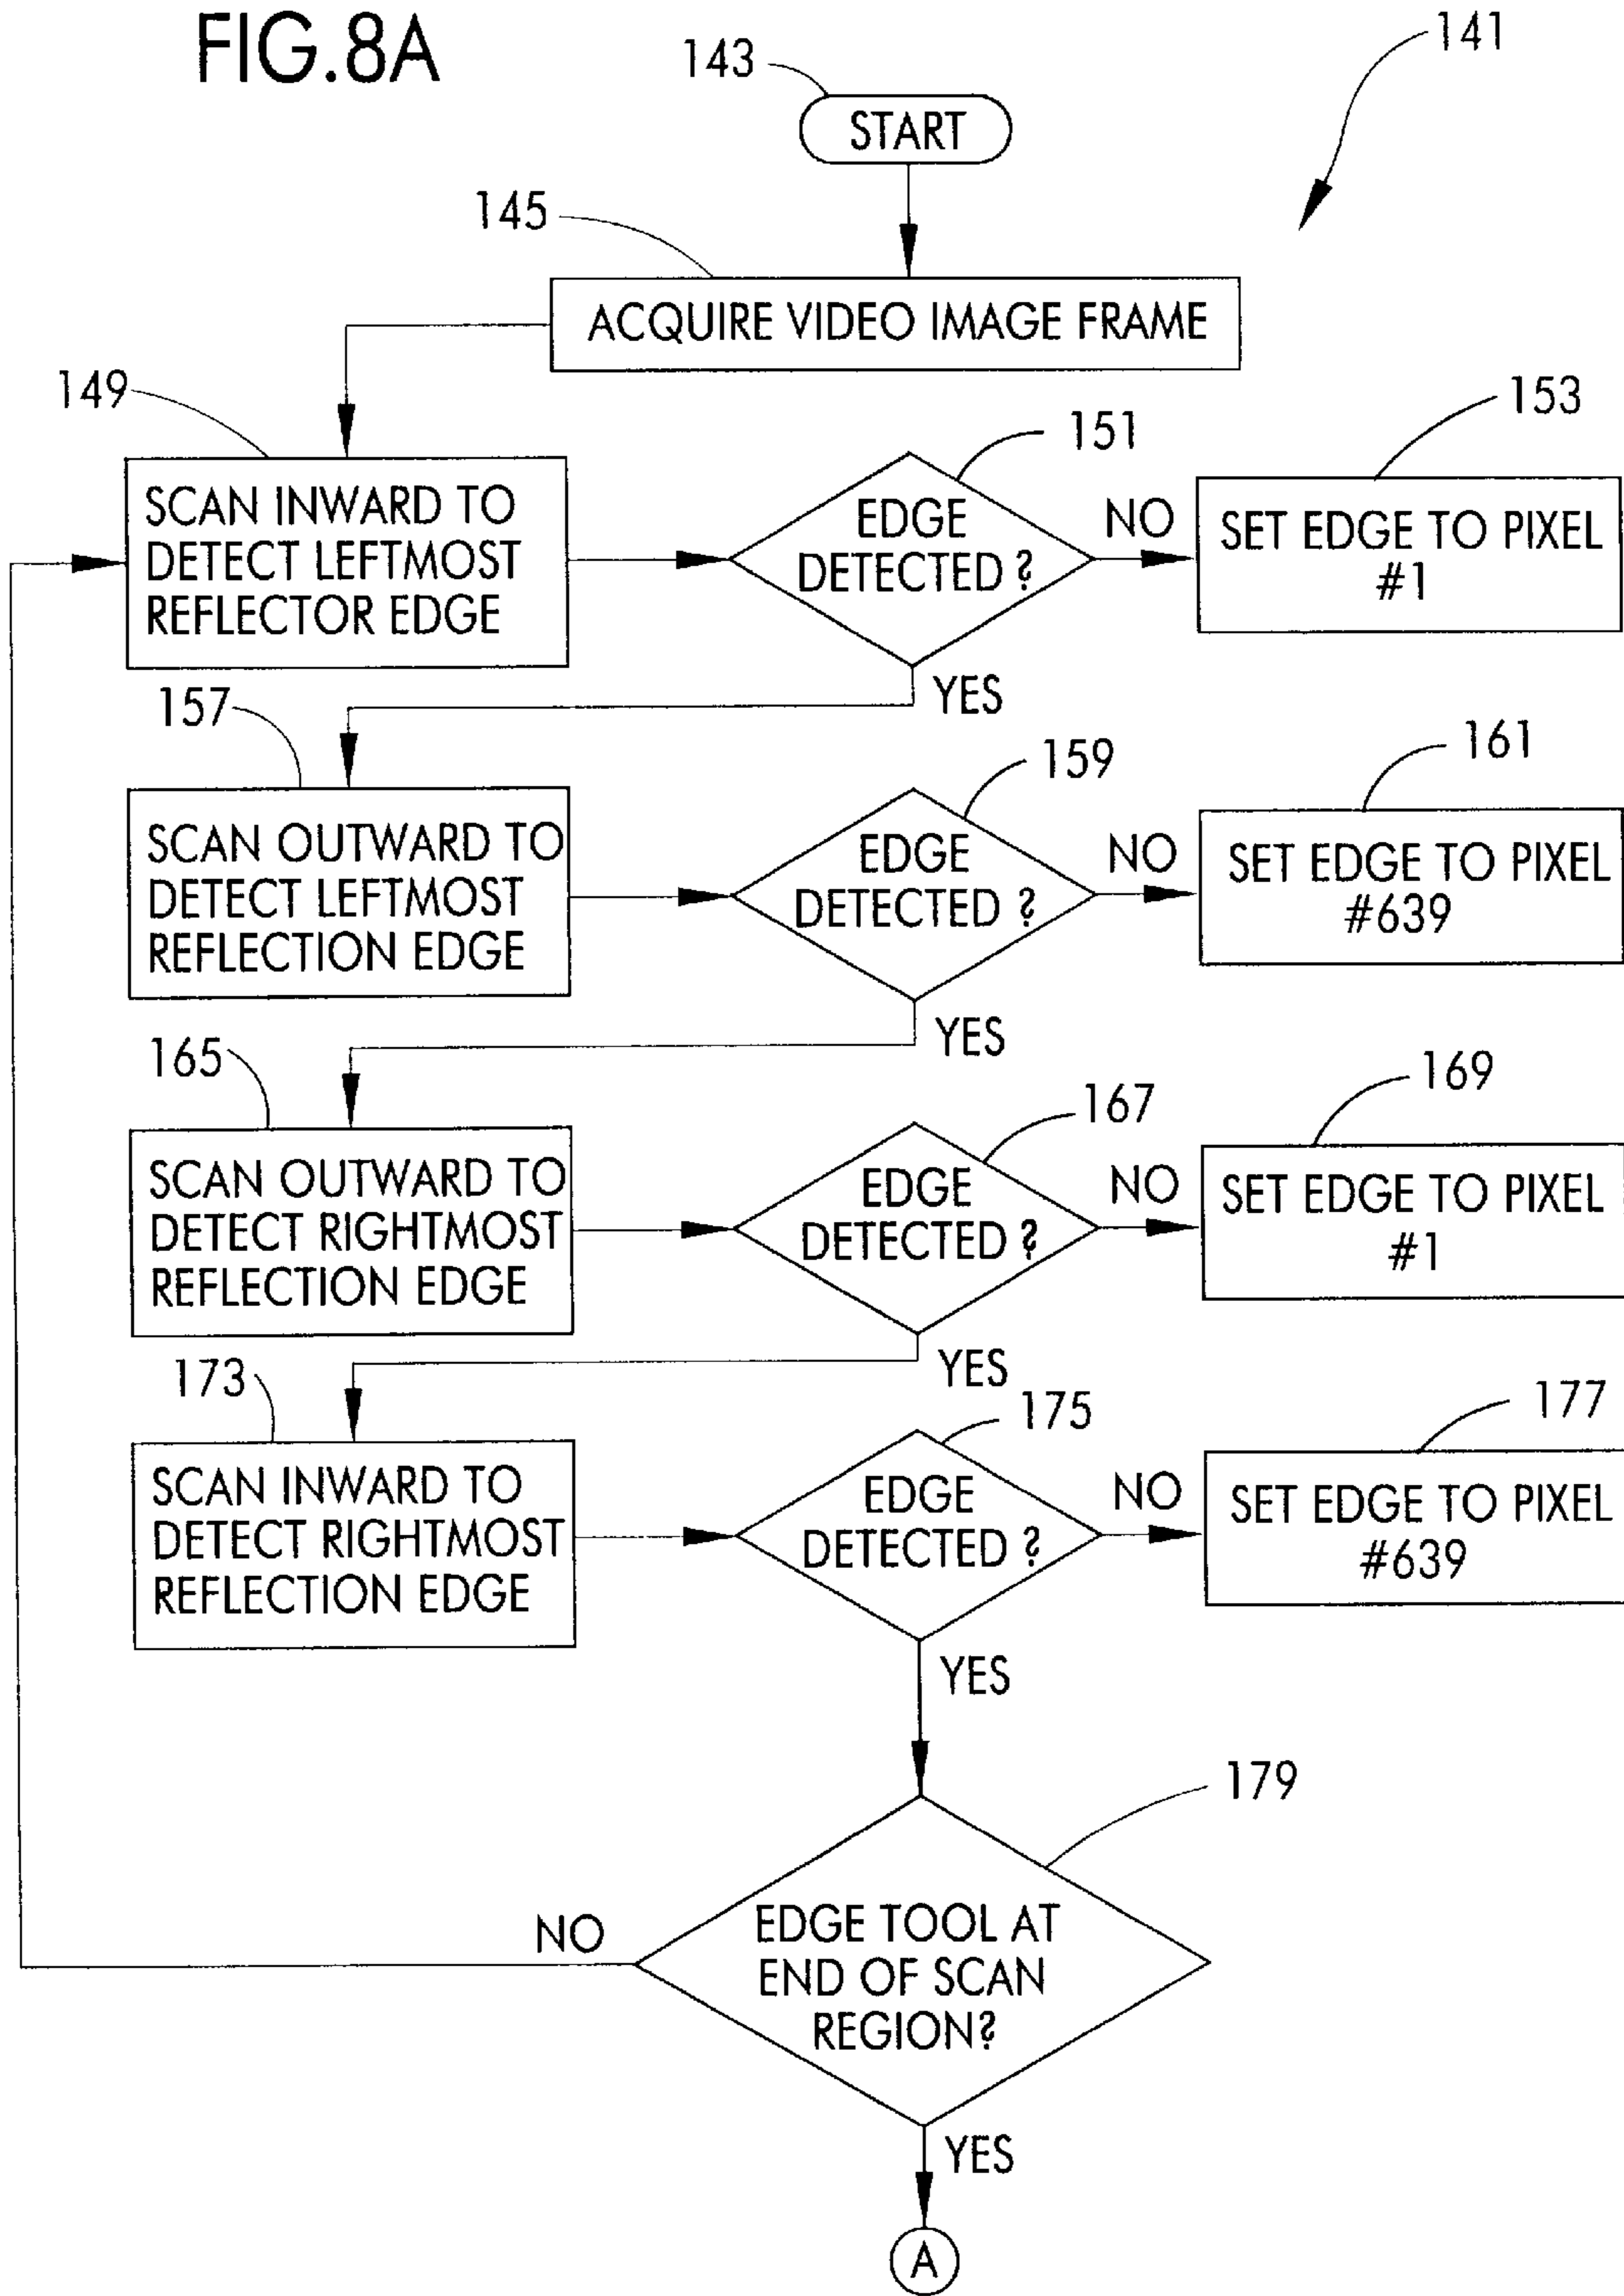 FIG.8A
141
143
START
145
ACQUIRE VIDEO IMAGE FRAME
149
SCAN INWARD TO
DETECT LEFTMOST
REFLECTOR EDGE
151
EDGE
DETECTED ?
NO
153
SET EDGE TO PIXEL
#1
YES
157
SCAN OUTWARD TO
DETECT LEFTMOST
REFLECTION EDGE
159
EDGE
DETECTED ?
NO
161
SET EDGE TO PIXEL
#639
YES
165
SCAN OUTWARD TO
DETECT RIGHTMOST
REFLECTION EDGE
167
EDGE
DETECTED ?
NO
169
SET EDGE TO PIXEL
#1
YES
173
SCAN INWARD TO
DETECT RIGHTMOST
REFLECTION EDGE
175
EDGE
DETECTED ?
NO
177
SET EDGE TO PIXEL
#639
YES
179
EDGE TOOL AT
END OF SCAN
REGION?
NO
YES
A